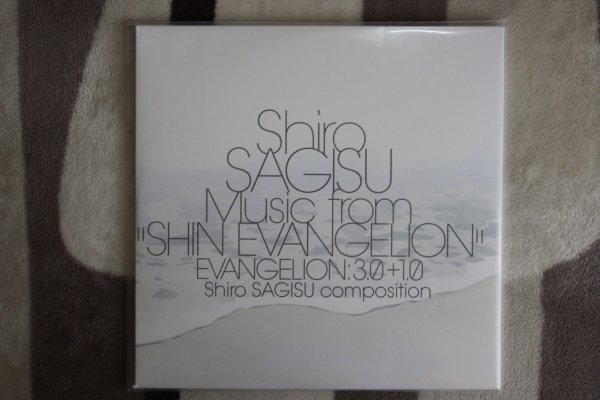 Shiro
SAGISU
Music from
"SHIN EVANGELION"
EVANGELION:3.0+1.0
Shiro SAGISU composition